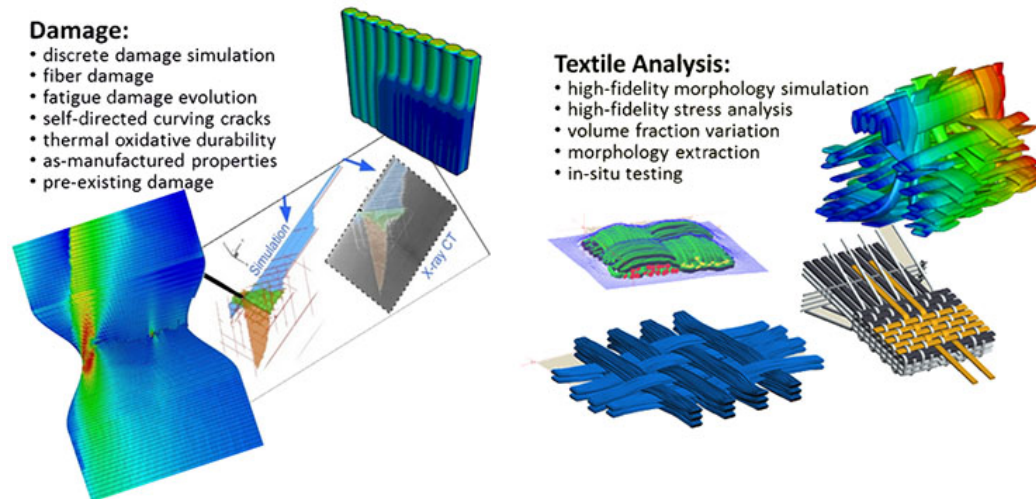 Damage:
• discrete damage simulation
• fiber damage
• fatigue damage evolution
• self-directed curving cracks
• thermal oxidative durability
• as-manufactured properties
• pre-existing damage
Simulation
X-ray CT
Textile Analysis:
• high-fidelity morphology simulation
• high-fidelity stress analysis
• volume fraction variation
• morphology extraction
• in-situ testing